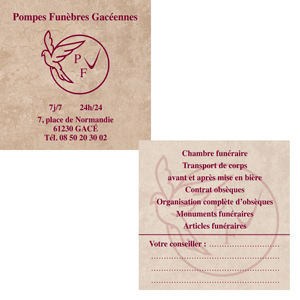 Pompes Funèbres Gacéennes
P
F
7j/7 24h/24
7, place de Normandie
61230 GACÉ
Tél. 08 50 20 30 02
Chambre funéraire
Transport de corps
avant et après mise en bière
Contrat obsèques
Organisation complète d'obsèques
Monuments funéraires
Articles funéraires
Votre conseiller :